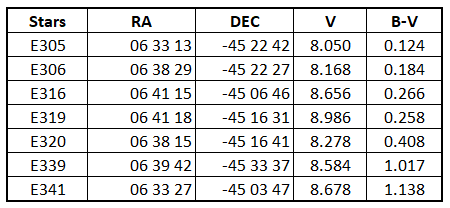 Stars RA DEC V B-V
E305 06 33 13 -45 22 42 8.050 0.124
E306 06 38 29 -45 22 27 8.168 0.184
E316 06 41 15 -45 06 46 8.656 0.266
E319 06 41 18 -45 16 31 8.986 0.258
E320 06 38 15 -45 16 41 8.278 0.408
E339 06 39 42 -45 33 37 8.584 1.017
E341 06 33 27 -45 03 47 8.678 1.138